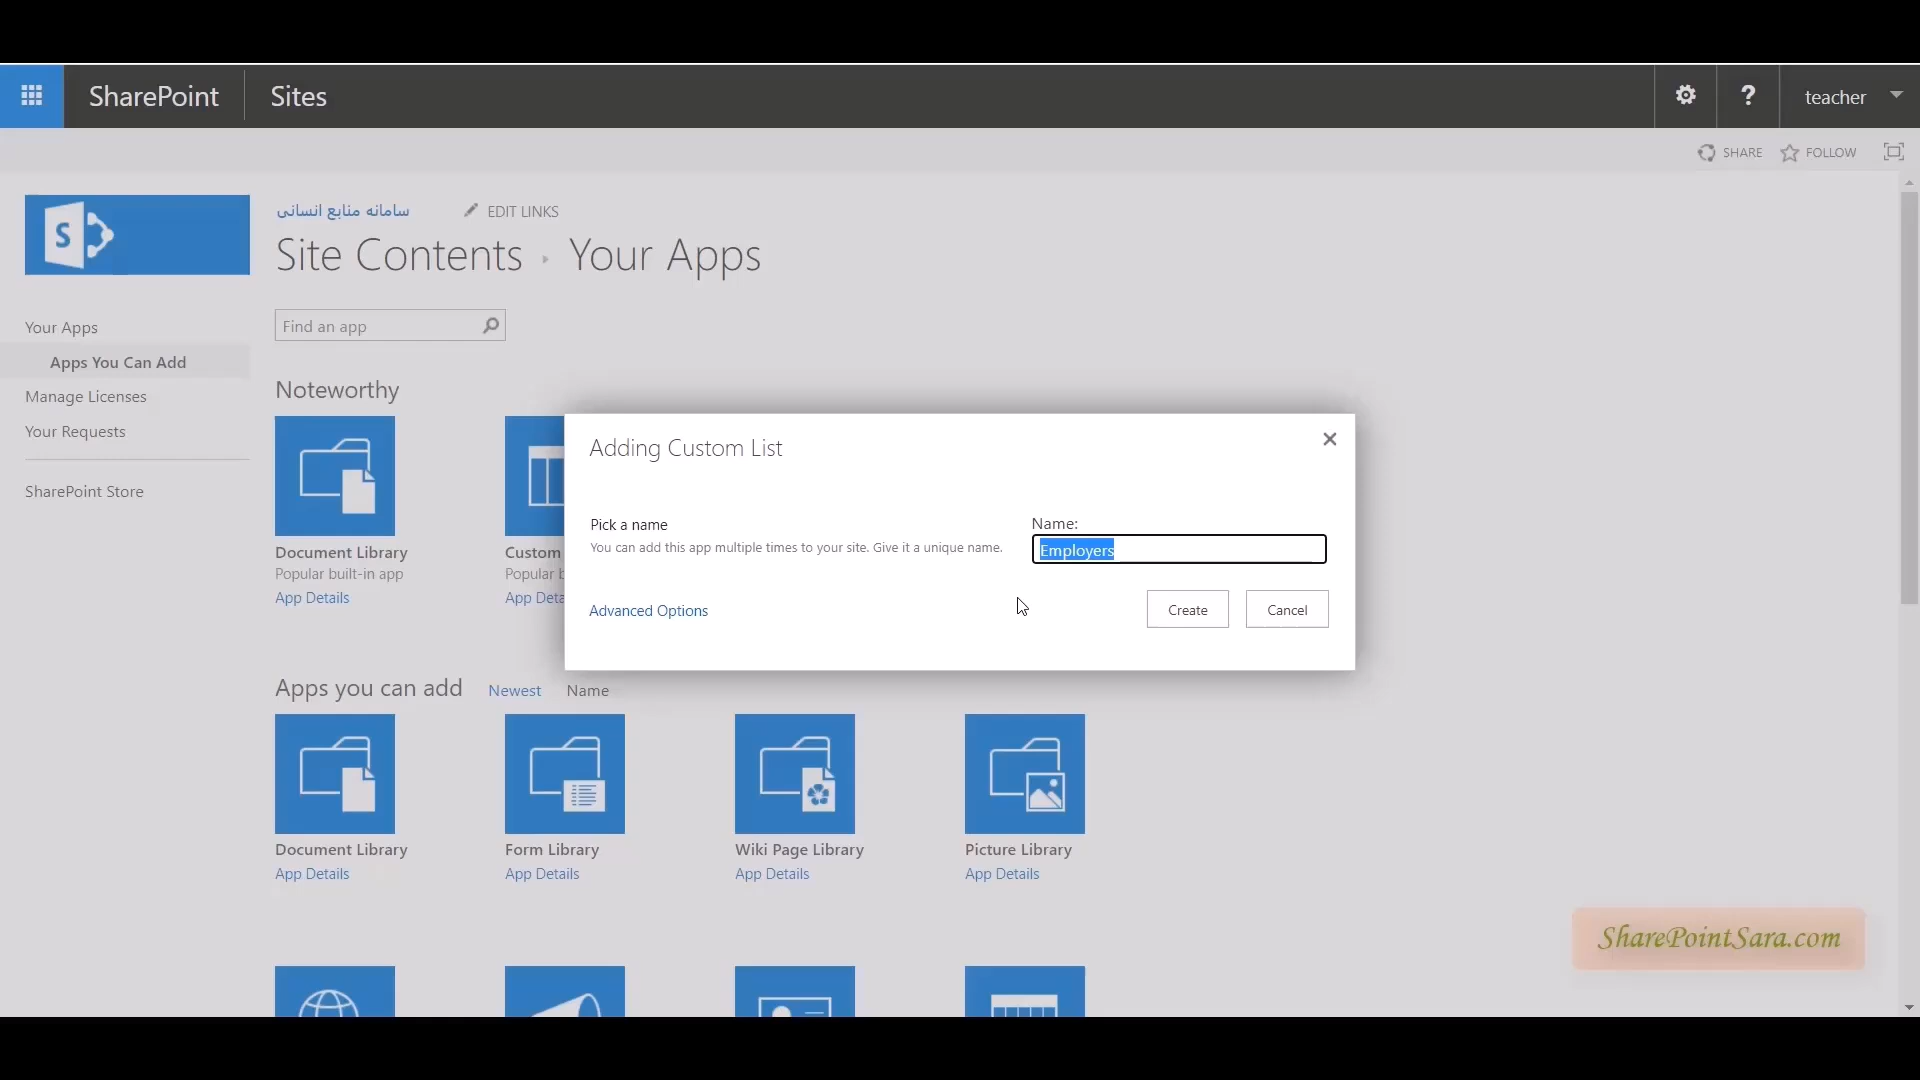 SharePoint
Sites
?
teacher
SHARE
FOLLOW
S
سامانه منابع انسانی
EDIT LINKS
Site Contents
Your Apps
Find an app
Your Apps
Apps You Can Add
Manage Licenses
Your Requests
SharePoint Store
Noteworthy
Document Library
Popular built-in app
App Details
Custom
Popular b
App Deta
Adding Custom List
Pick a name
You can add this app multiple times to your site. Give it a unique name.
Name:
Employers
Advanced Options
Create
Cancel
Apps you can add
Newest
Name
Document Library
App Details
Form Library
App Details
Wiki Page Library
App Details
Picture Library
App Details
SharePointSara.com